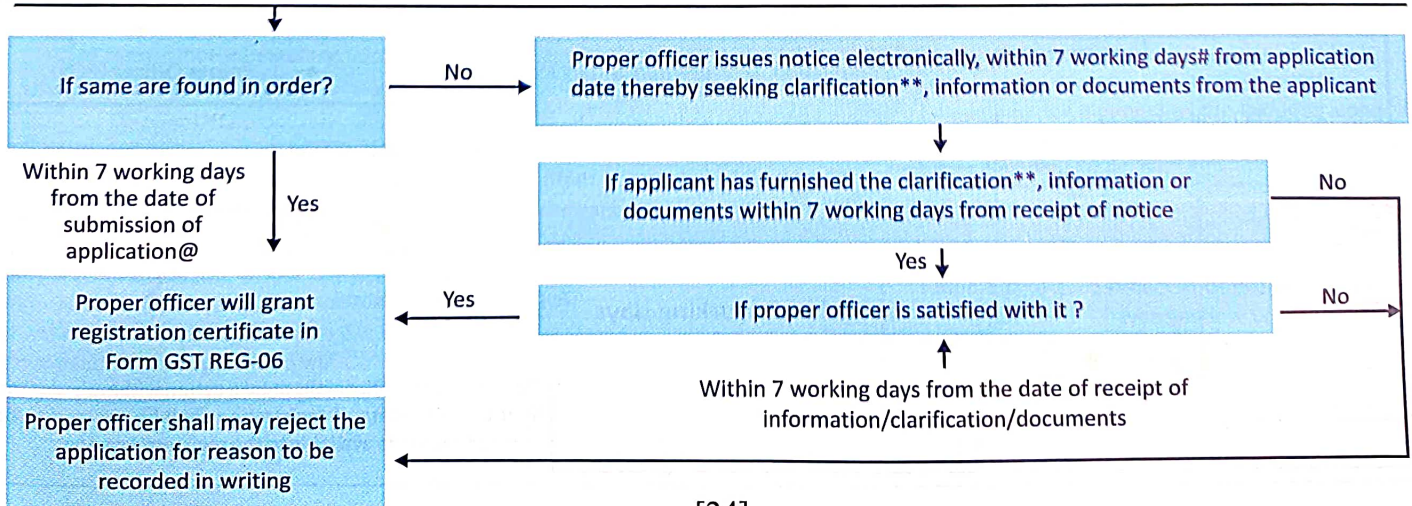 If same are found in order?
No
Proper officer issues notice electronically, within 7 working days# from application
date thereby seeking clarification**, information or documents from the applicant
Within 7 working days
from the date of
submission of
application@
Yes
If applicant has furnished the clarification**, information or
documents within 7 working days from receipt of notice
No
Yes
Proper officer will grant
registration certificate in
Form GST REG-06
Yes
If proper officer is satisfied with it ?
No
Within 7 working days from the date of receipt of
information/clarification/documents
Proper officer shall may reject the
application for reason to be
recorded in writing